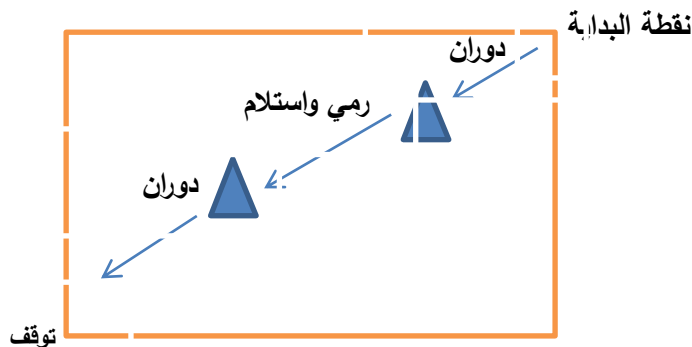 نقطة البداية
دوران
رمي واستلام
دوران
توقف